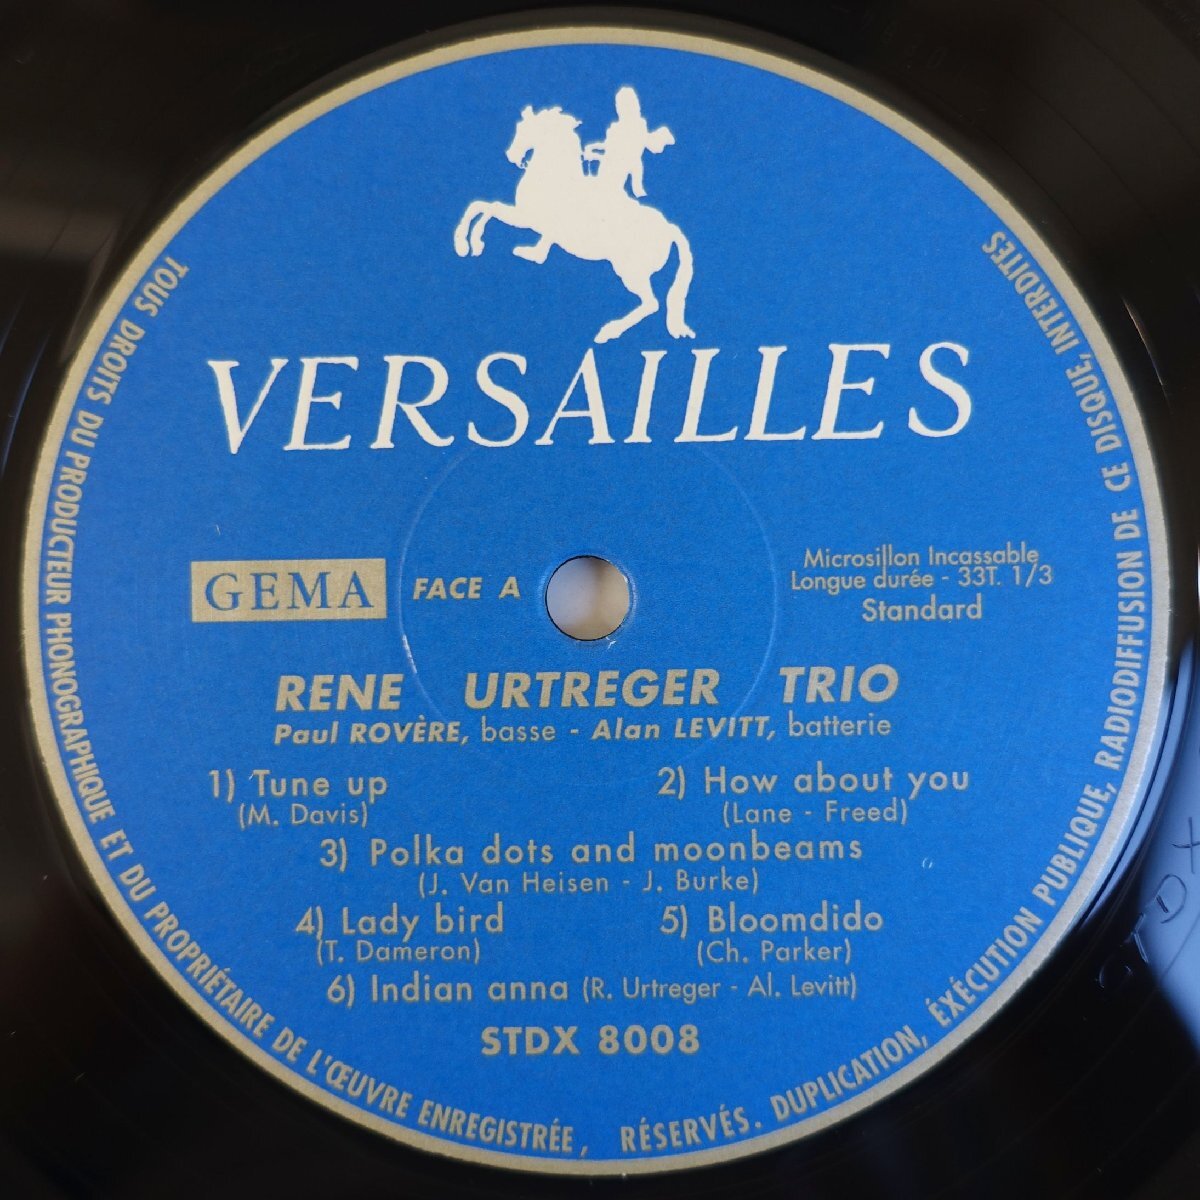 VERSAILLES
GEMA
FACE A
Microsillon Incassable
Longue durée - 33T. 1/3
Standard
RENE URTREGER TRIO
Paul ROVÈRE, basse - Alan LEVITT, batterie
1) Tune up
(M. Davis)
2) How about you
(Lane - Freed)
3) Polka dots and moonbeams
(J. Van Heisen - J. Burke)
4) Lady bird
(T. Dameron)
5) Bloomdido
(Ch. Parker)
6) Indian anna (R. Urtreger - Al. Levitt)
STDX 8008
TOUS DROITS DU PRODUCTEUR PHONOGRAPHIQUE ET DU PROPRIÉTAIRE DE L'ŒUVRE ENREGISTRÉE, RÉSERVÉS. DUPLICATION, ÉXÉCUTION PUBLIQUE, RADIODIFFUSION DE CE DISQUE, INTERDITES